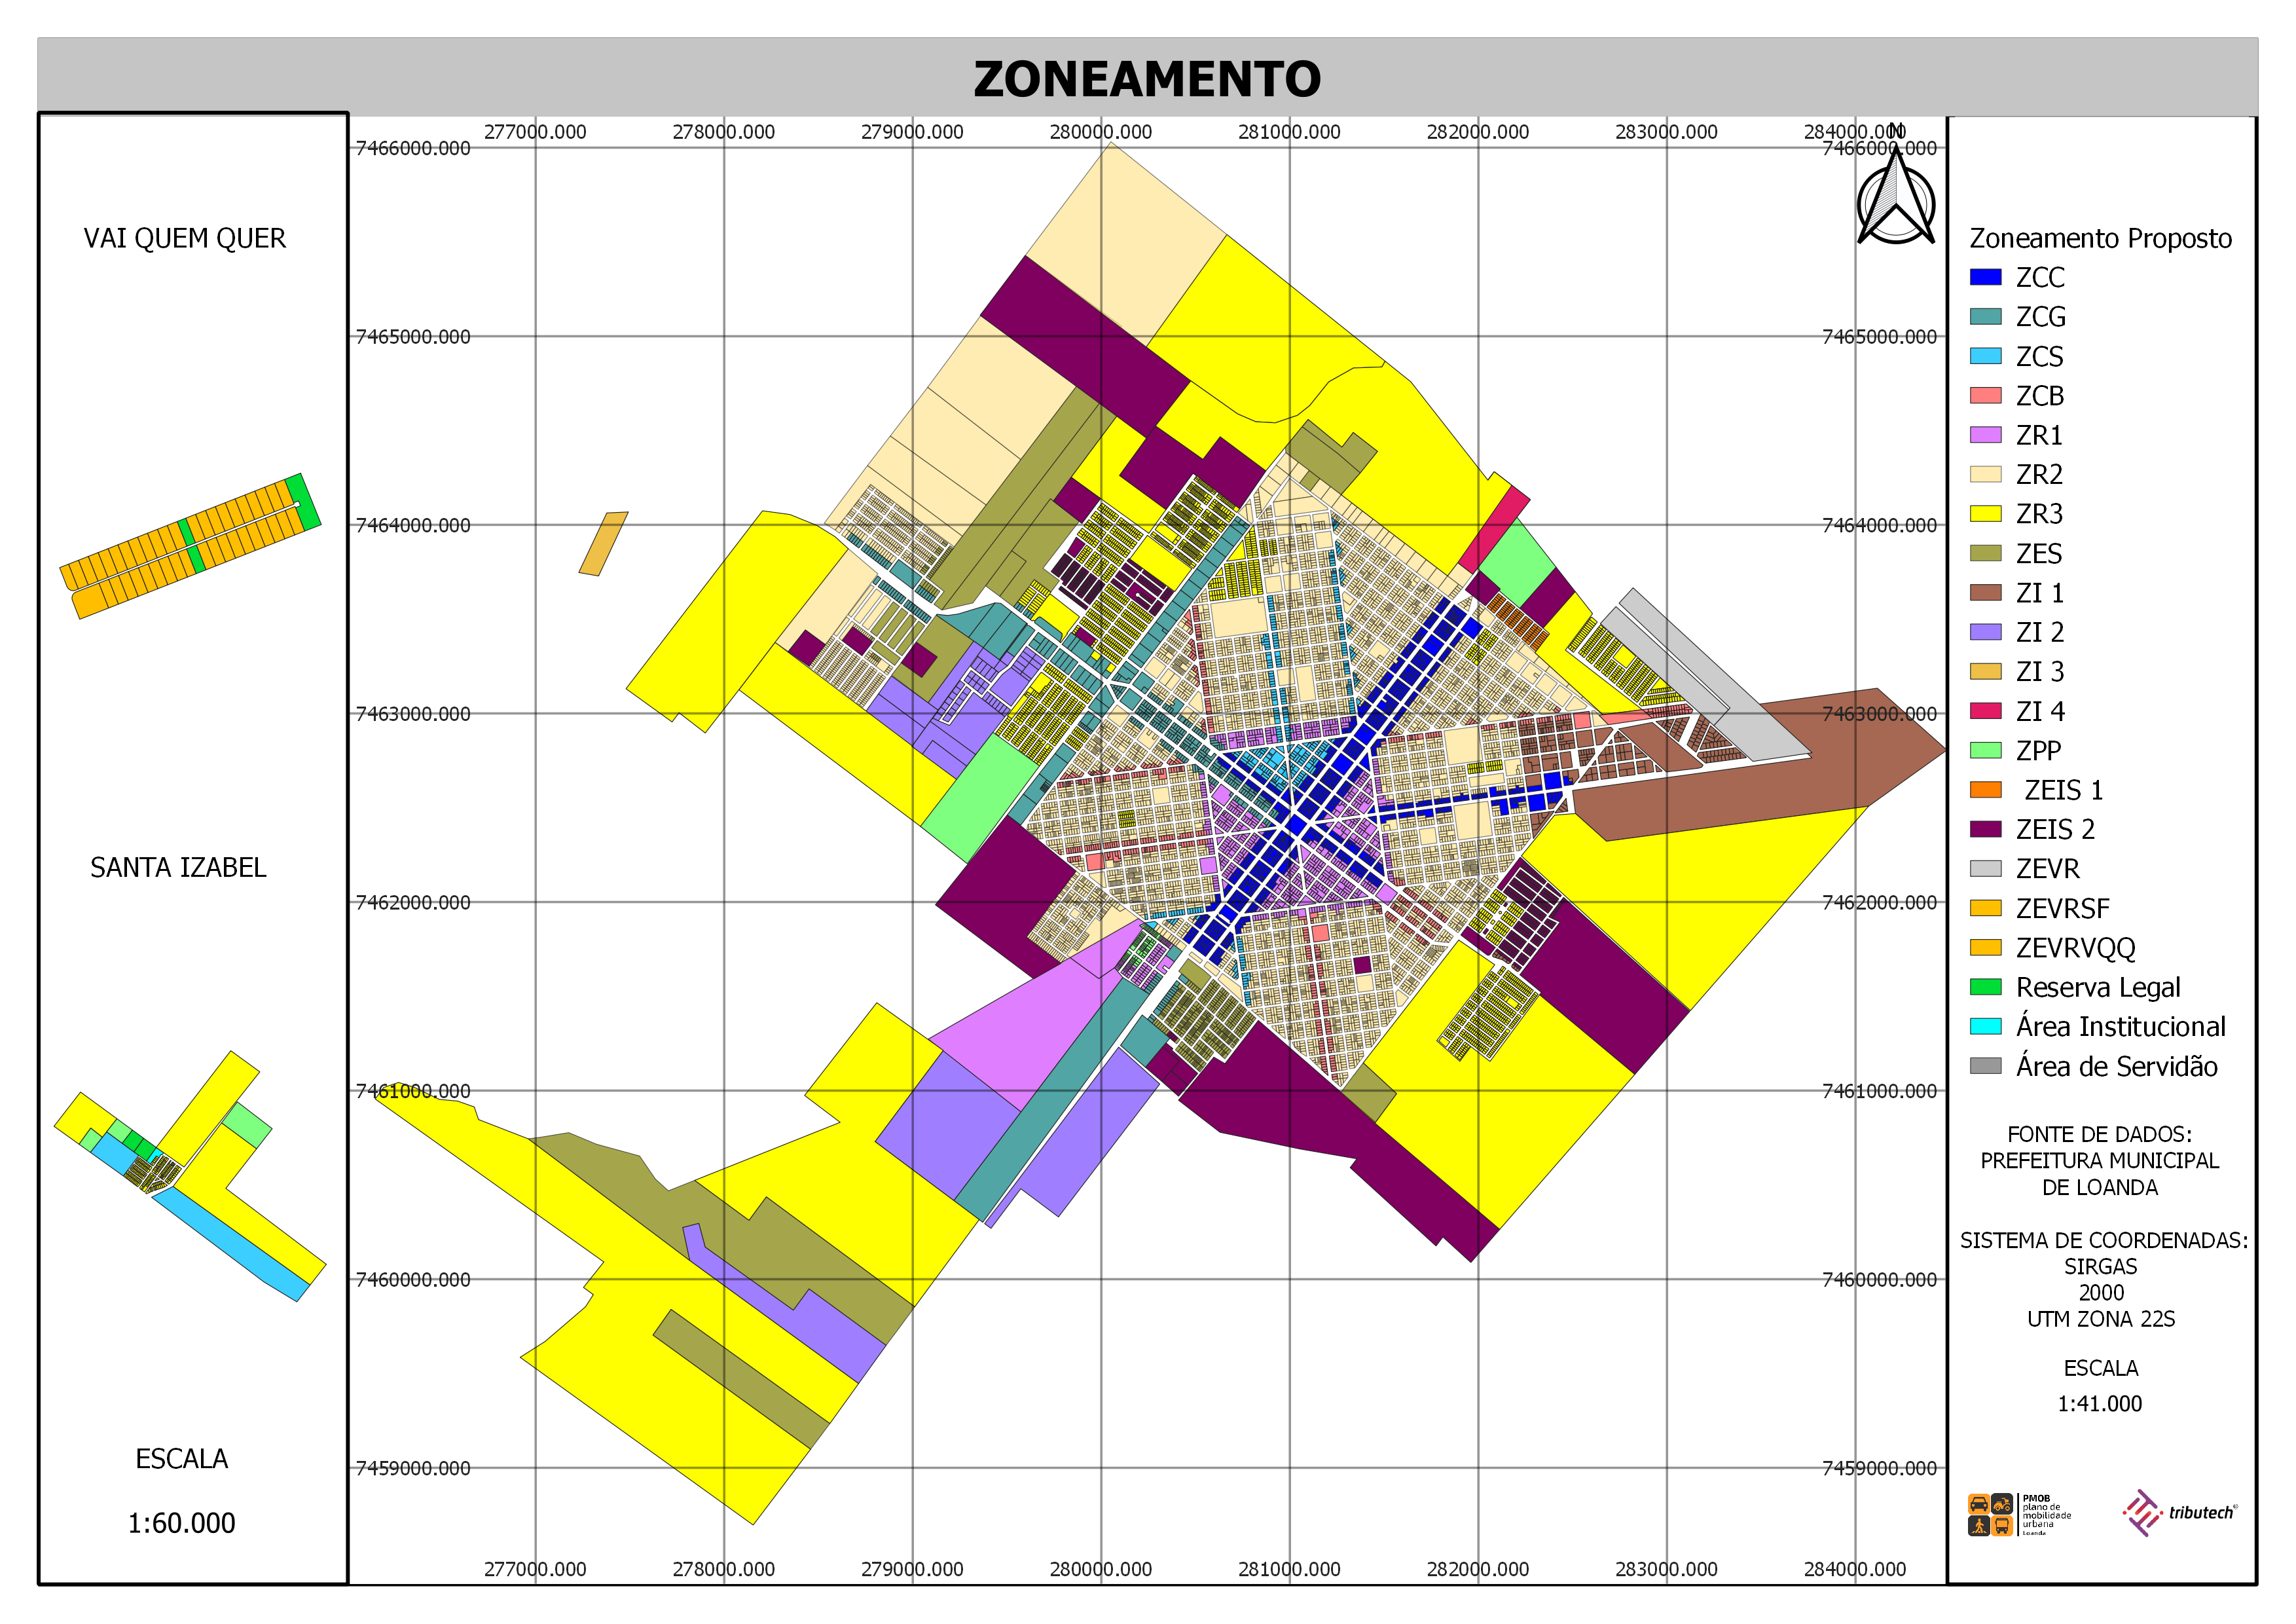 ZONEAMENTO
VAI QUEM QUER
SANTA IZABEL
ESCALA
1:60.000
277000.000 278000.000 279000.000 280000.000 281000.000 282000.000 283000.000 284000.000
N
7466000.000 7466000.000
7465000.000 7465000.000
7464000.000 7464000.000
7463000.000 7463000.000
7462000.000 7462000.000
7461000.000 7461000.000
7460000.000 7460000.000
7459000.000 7459000.000
277000.000 278000.000 279000.000 280000.000 281000.000 282000.000 283000.000 284000.000
Zoneamento Proposto
ZCC
ZCG
ZCS
ZCB
ZR1
ZR2
ZR3
ZES
ZI 1
ZI 2
ZI 3
ZI 4
ZPP
ZEIS 1
ZEIS 2
ZEVR
ZEVRSF
ZEVRVQQ
Reserva Legal
Área Institucional
Área de Servidão
FONTE DE DADOS:
PREFEITURA MUNICIPAL
DE LOANDA
SISTEMA DE COORDENADAS:
SIRGAS
2000
UTM ZONA 22S
ESCALA
1:41.000
PMOB
plano de
mobilidade
urbana
Loanda
tributech®